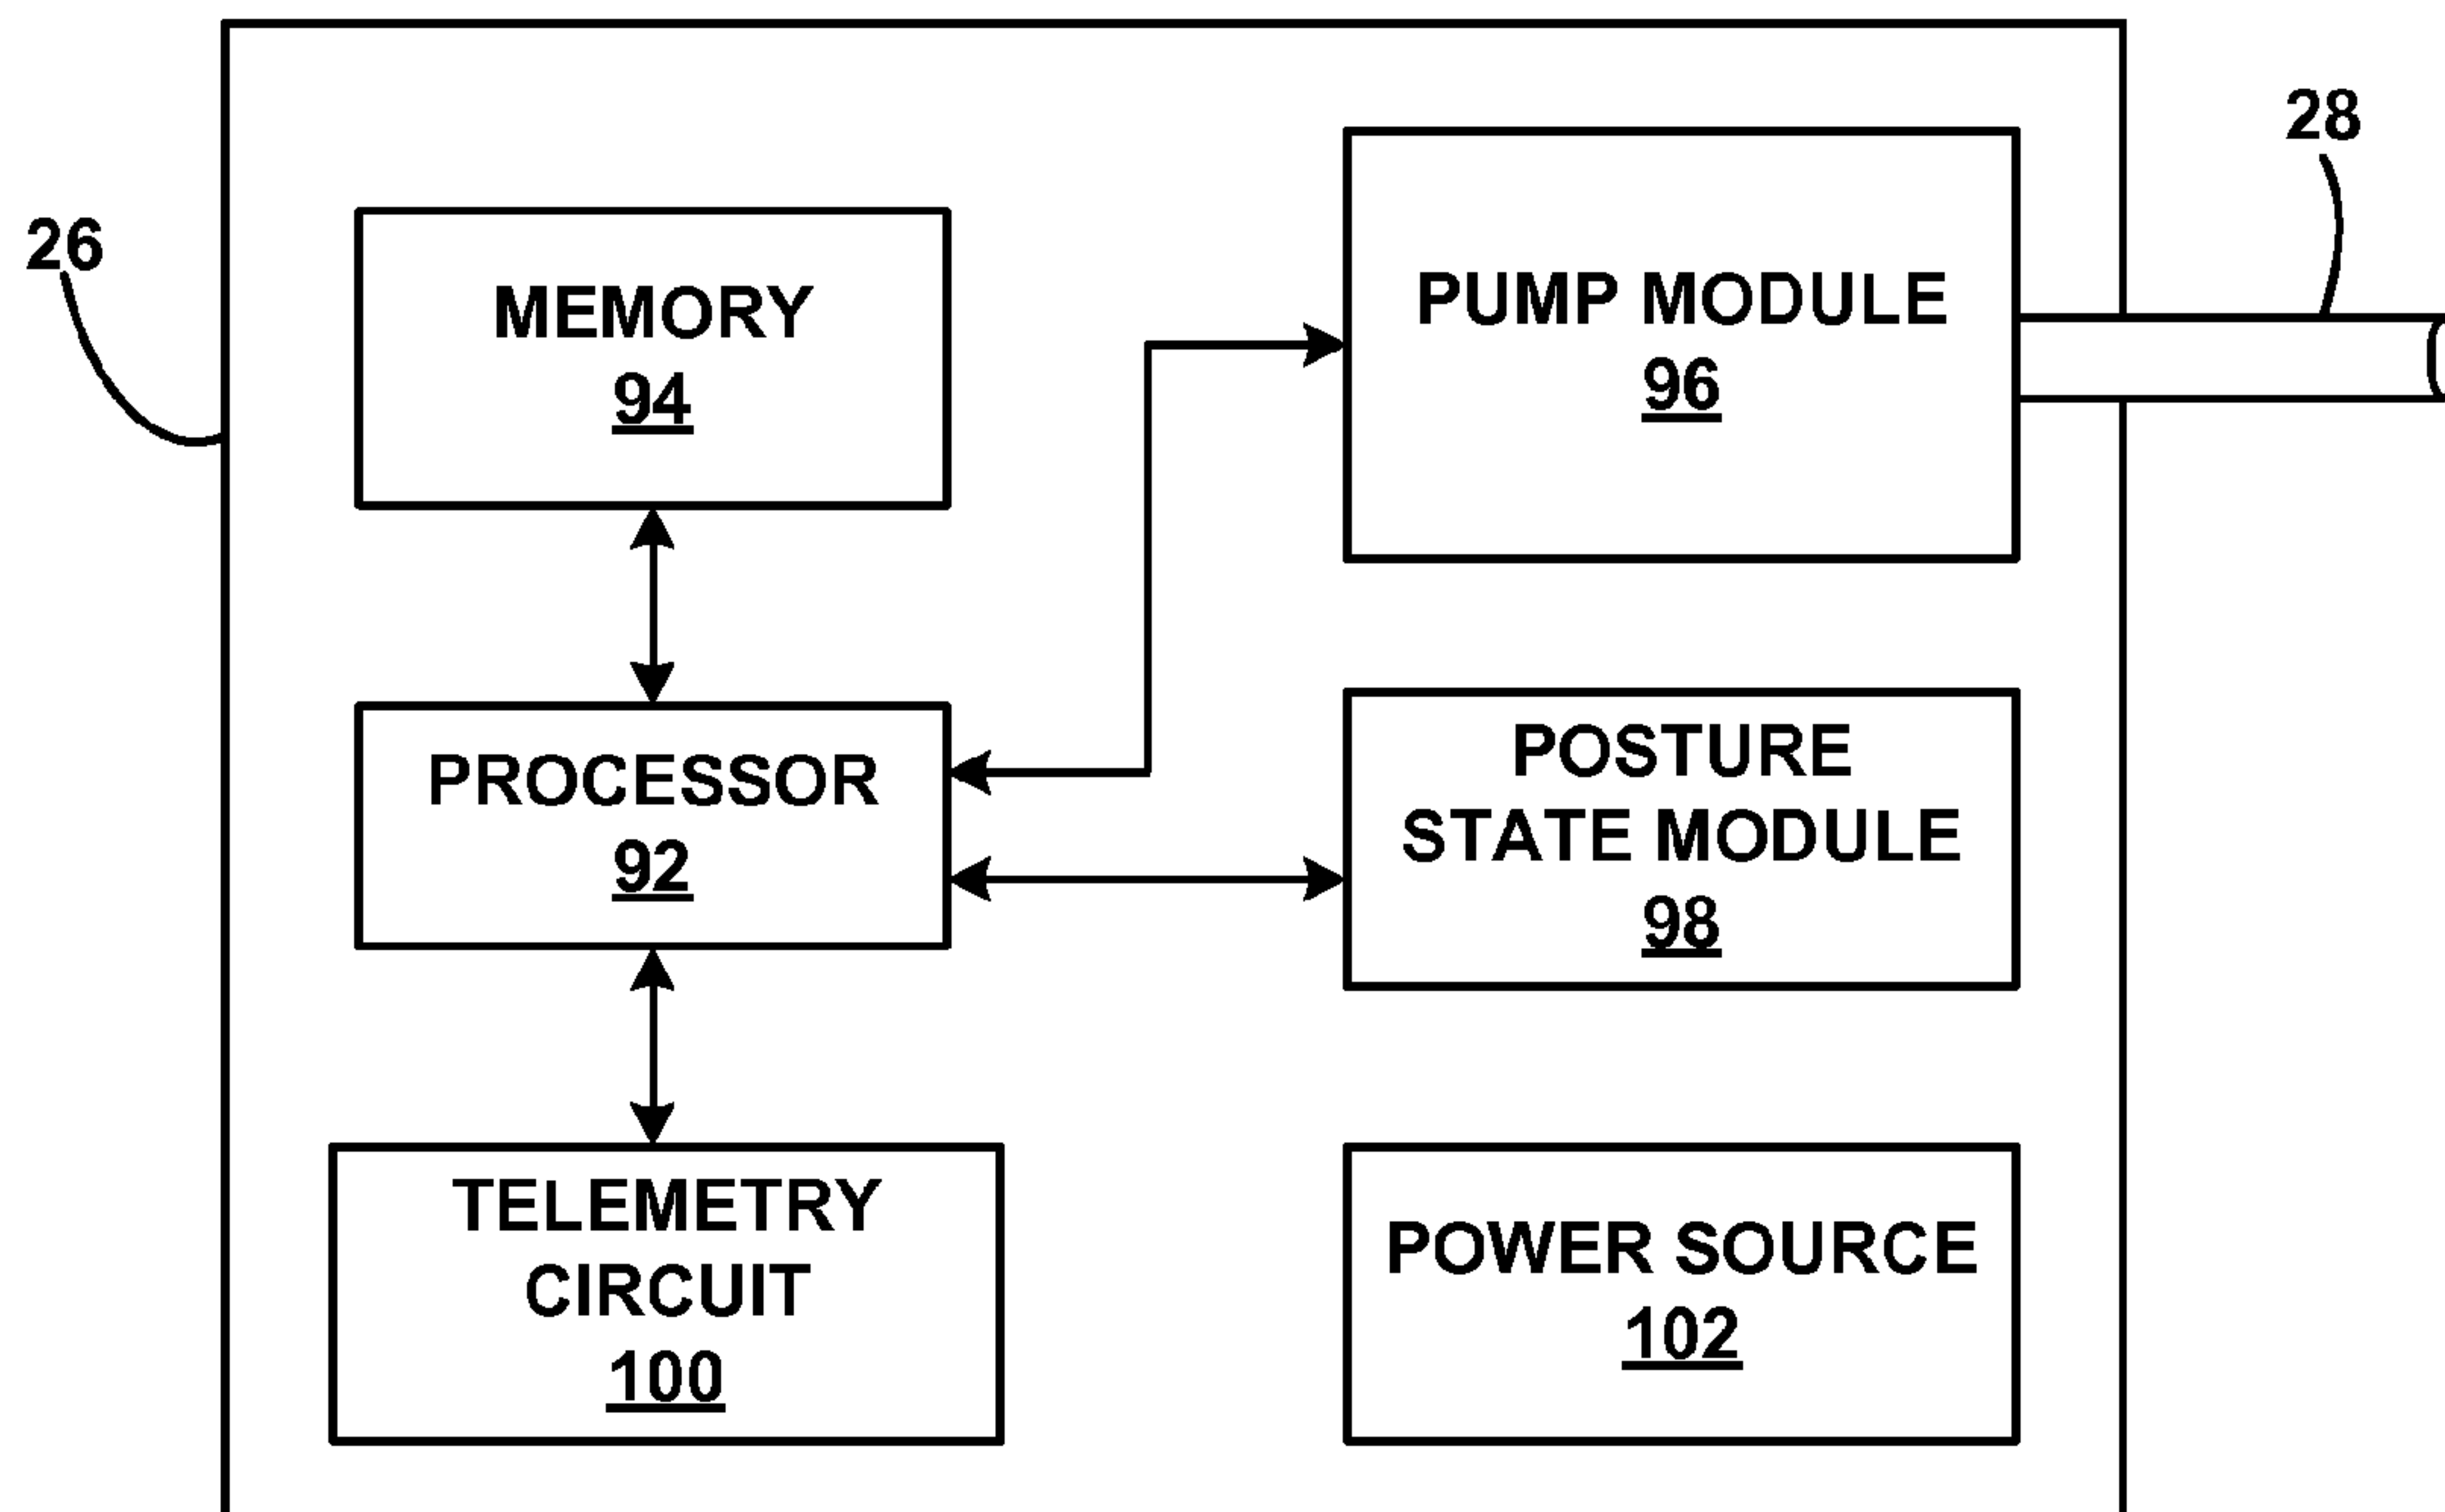 26
28
MEMORY
94
PUMP MODULE
96
PROCESSOR
92
POSTURE
STATE MODULE
98
TELEMETRY
CIRCUIT
100
POWER SOURCE
102